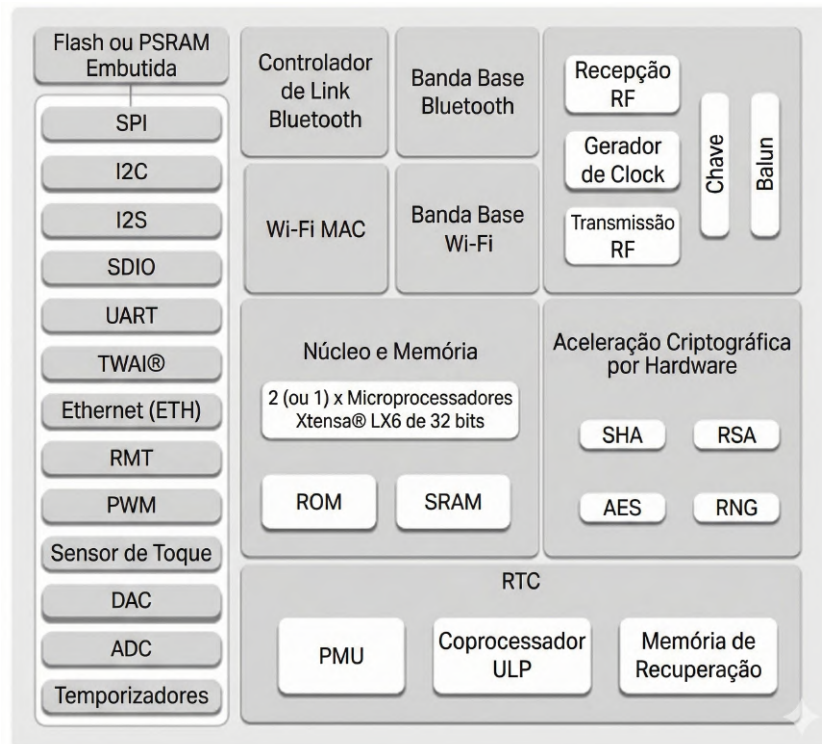 Flash ou PSRAM
Embutida
SPI
I2C
I2S
SDIO
UART
TWAI®
Ethernet (ETH)
RMT
PWM
Sensor de Toque
DAC
ADC
Temporizadores
Controlador
de Link
Bluetooth
Banda Base
Bluetooth
Wi-Fi MAC
Banda Base
Wi-Fi
Recepção
RF
Gerador
de Clock
Transmissão
RF
Chave
Balun
Núcleo e Memória
2 (ou 1) x Microprocessadores
Xtensa® LX6 de 32 bits
ROM
SRAM
Aceleração Criptográfica
por Hardware
SHA
RSA
AES
RNG
RTC
PMU
Coprocessador
ULP
Memória de
Recuperação